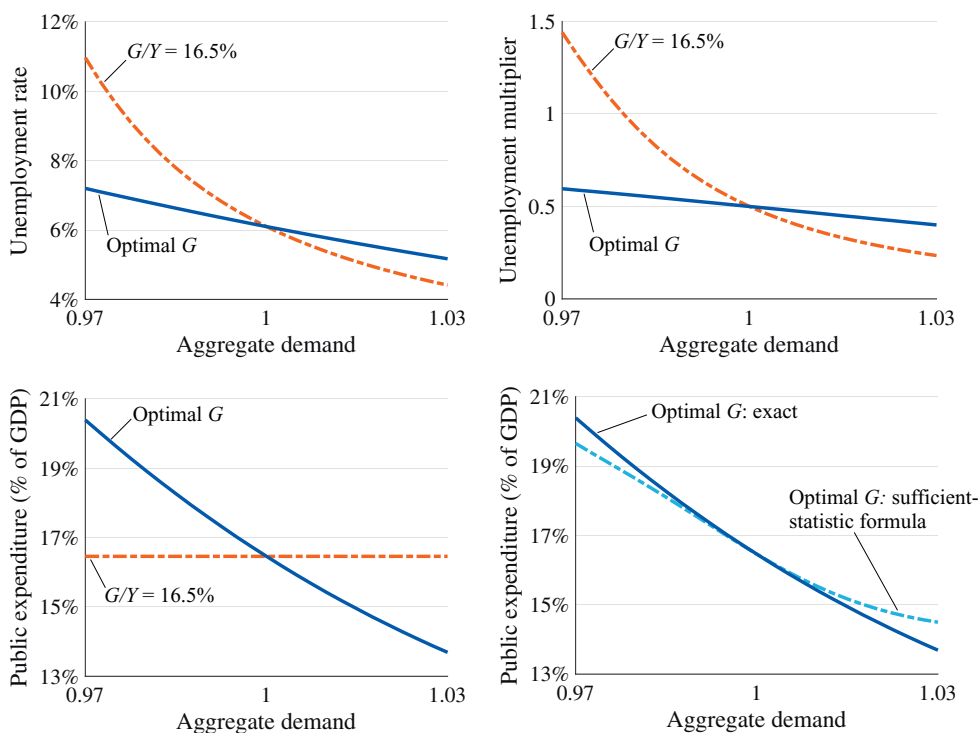 Unemployment rate
12%
10%
8%
6%
4%
G/Y = 16.5%
Optimal G
0.97
1
1.03
Aggregate demand
Unemployment multiplier
1.5
1
0.5
0
G/Y = 16.5%
Optimal G
0.97
1
1.03
Aggregate demand
Public expenditure (% of GDP)
21%
19%
17%
15%
13%
Optimal G
G/Y = 16.5%
0.97
1
1.03
Aggregate demand
Public expenditure (% of GDP)
21%
19%
17%
15%
13%
Optimal G: exact
Optimal G: sufficient-
statistic formula
0.97
1
1.03
Aggregate demand